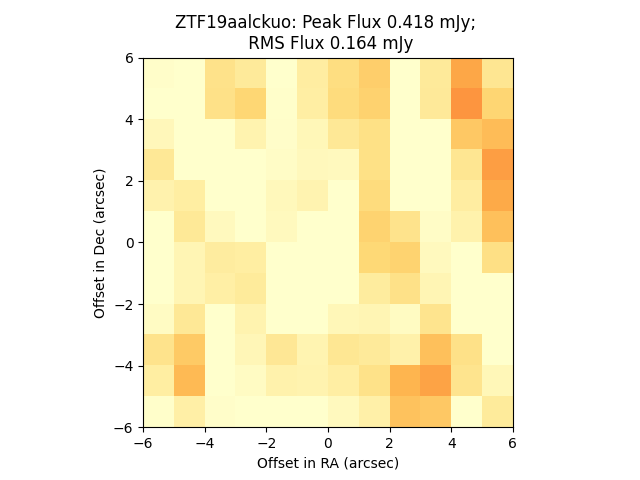 ZTF19aalckuo: Peak Flux 0.418 mJy;
RMS Flux 0.164 mJy
6
4
2
0
−2
−4
−6
Offset in Dec (arcsec)
−6 −4 −2 0 2 4 6
Offset in RA (arcsec)